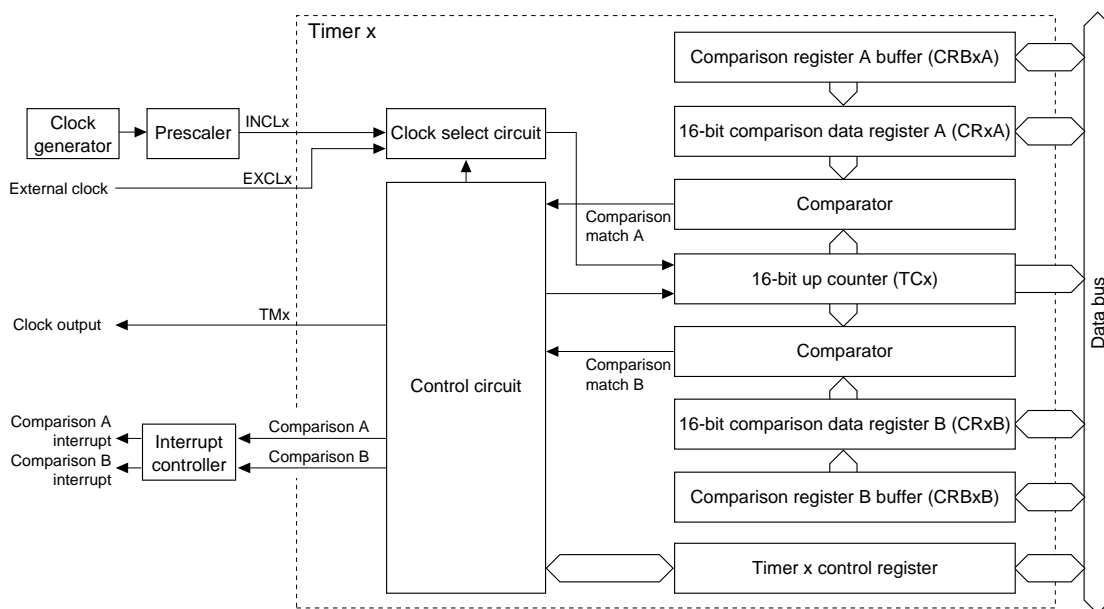 Timer x
Comparison register A buffer (CRBxA)
Clock
generator
Prescaler
INCLx
Clock select circuit
16-bit comparison data register A (CRxA)
External clock
EXCLx
Comparison
match A
Comparator
16-bit up counter (TCx)
Clock output
TMx
Comparison
match B
Comparator
Control circuit
Data bus
16-bit comparison data register B (CRxB)
Comparison A
interrupt
Comparison B
interrupt
Interrupt
controller
Comparison A
Comparison B
Comparison register B buffer (CRBxB)
Timer x control register